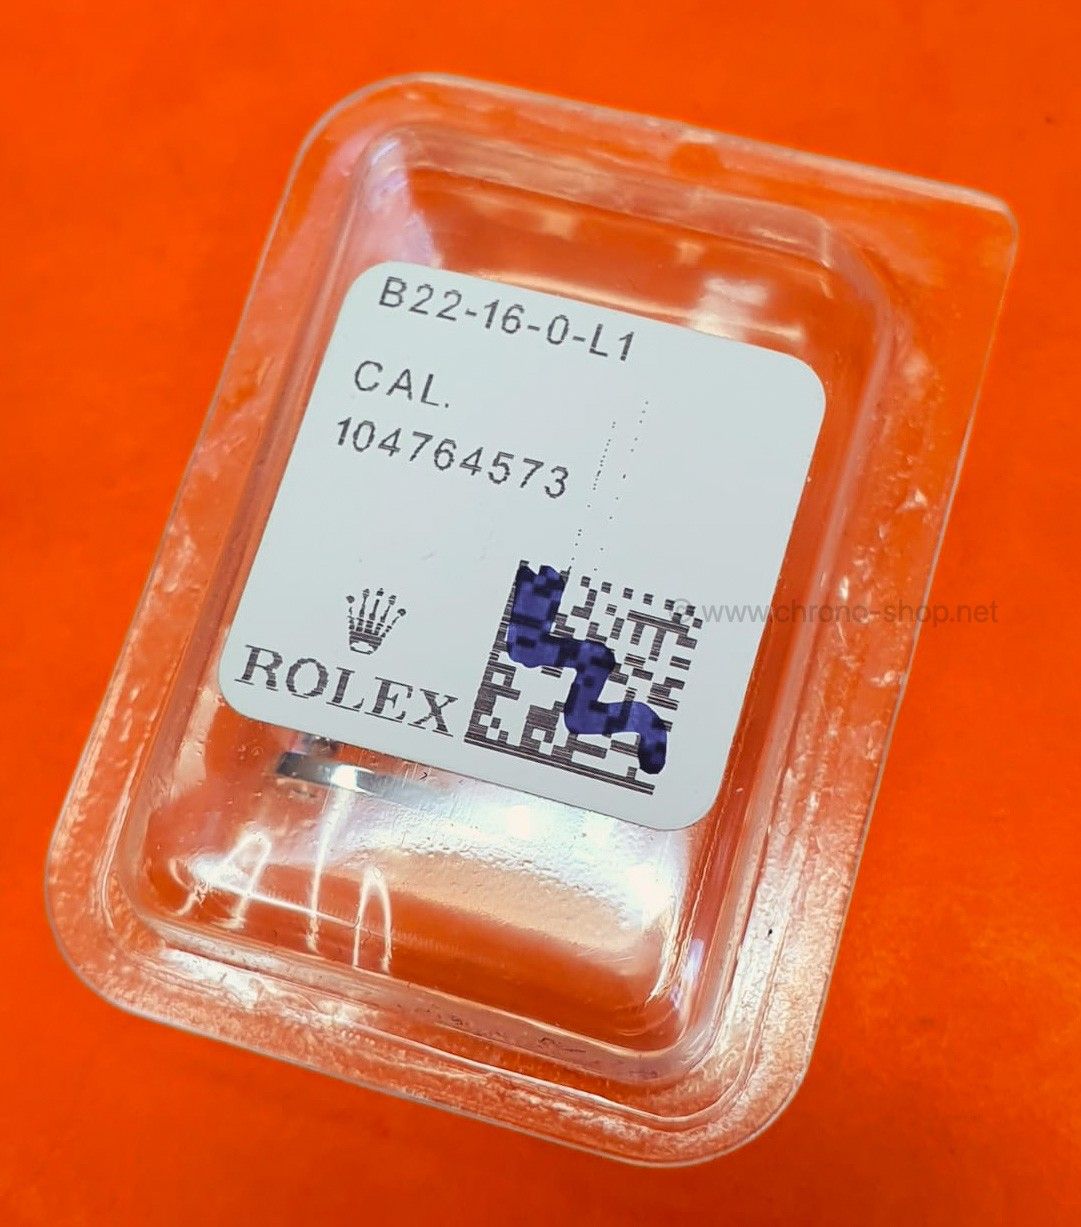 B22-16-0-L1
CAL.
104764573
ROLEX
© www.chrono-shop.net